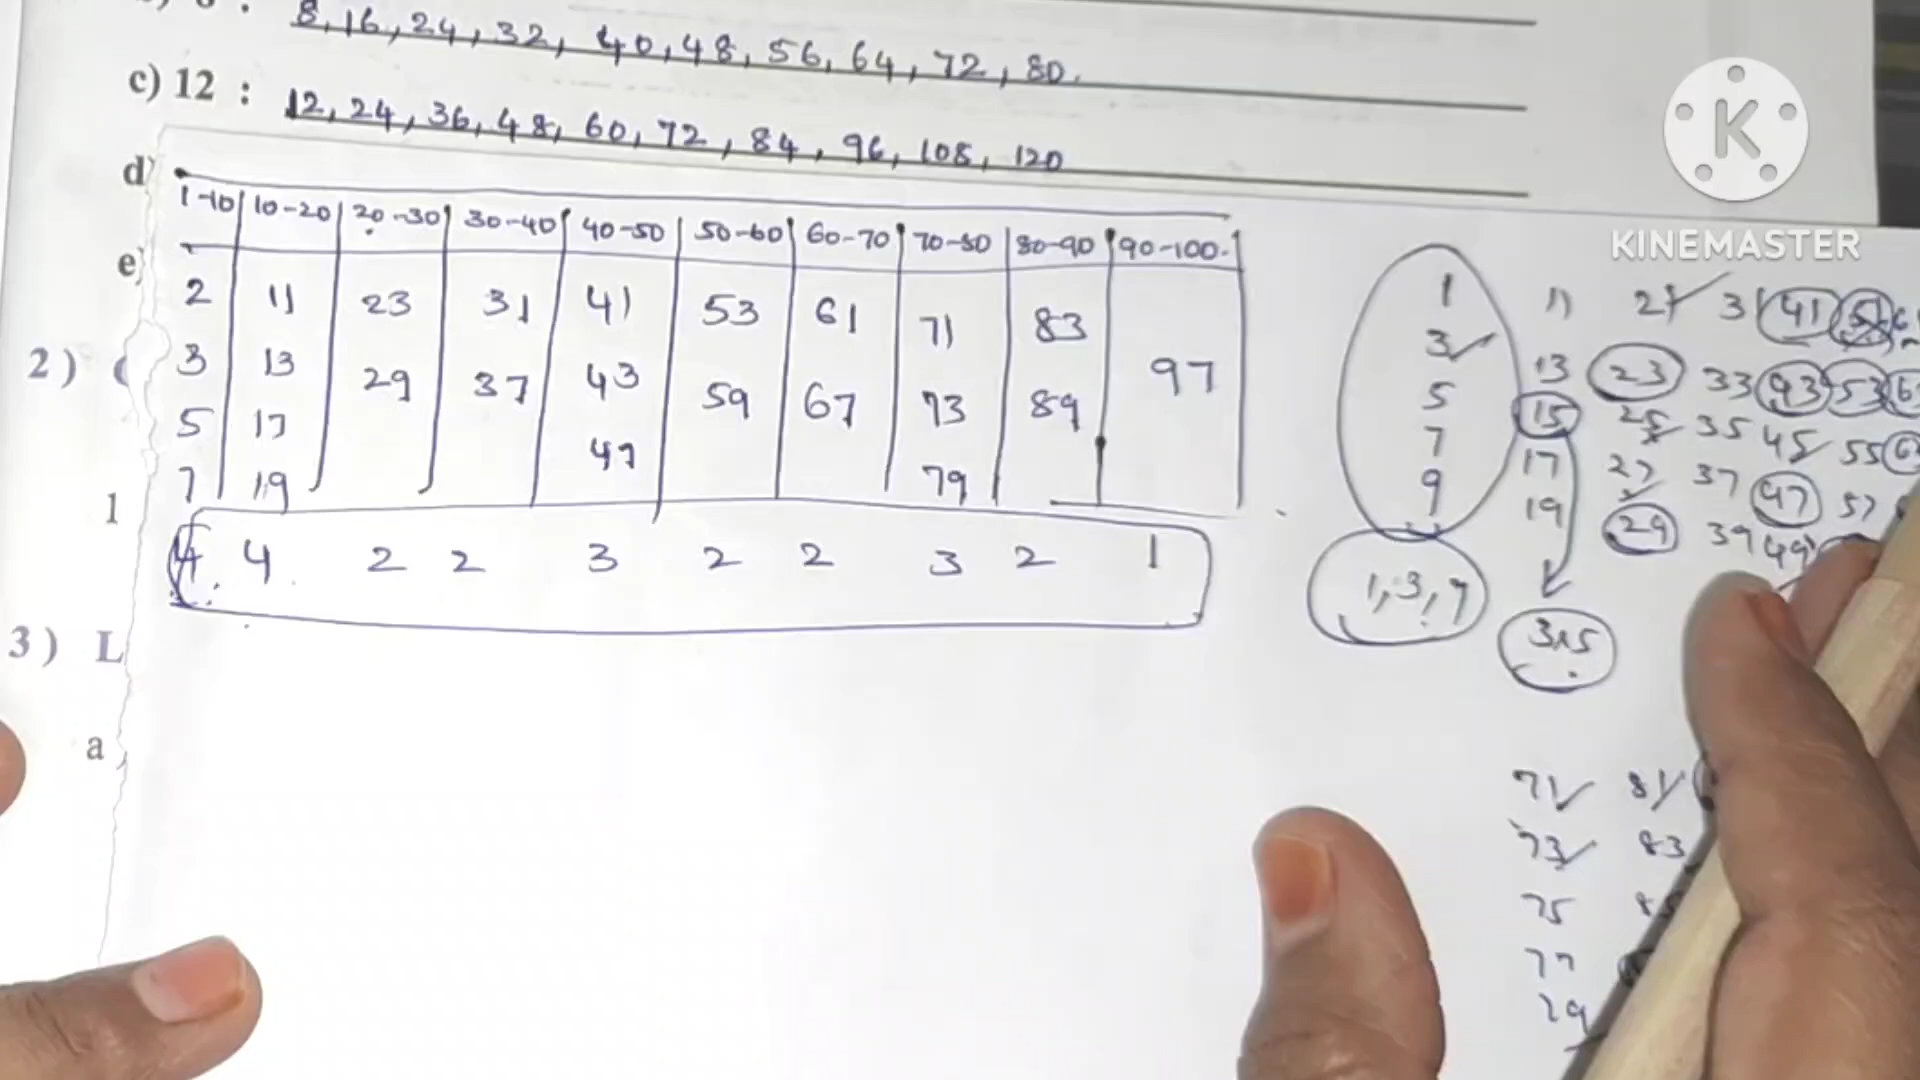 8, 16, 24, 32, 40, 48, 56, 64, 72, 80.
c) 12 : 12, 24, 36, 48, 60, 72, 84, 96, 108, 120
d)
1-10 10-20 20-30 30-40 40-50 50-60 60-70 70-80 80-90 90-100.
e)
2 11 23 31 41 53 61 71 83 97
3 13 29 37 43 59 67 73 89
5 17 47 79
7 19
2)
1
4 4 2 2 3 2 2 3 2 1
3) L
a
K
KINEMASTER
1 11 21 31 41 51
3 13 23 33 43 53
5 15 25 35 45 55
7 17 27 37 47 57
9 19 29 39 49
1, 3, 7
3x5
71 81
73 83
75
77
79